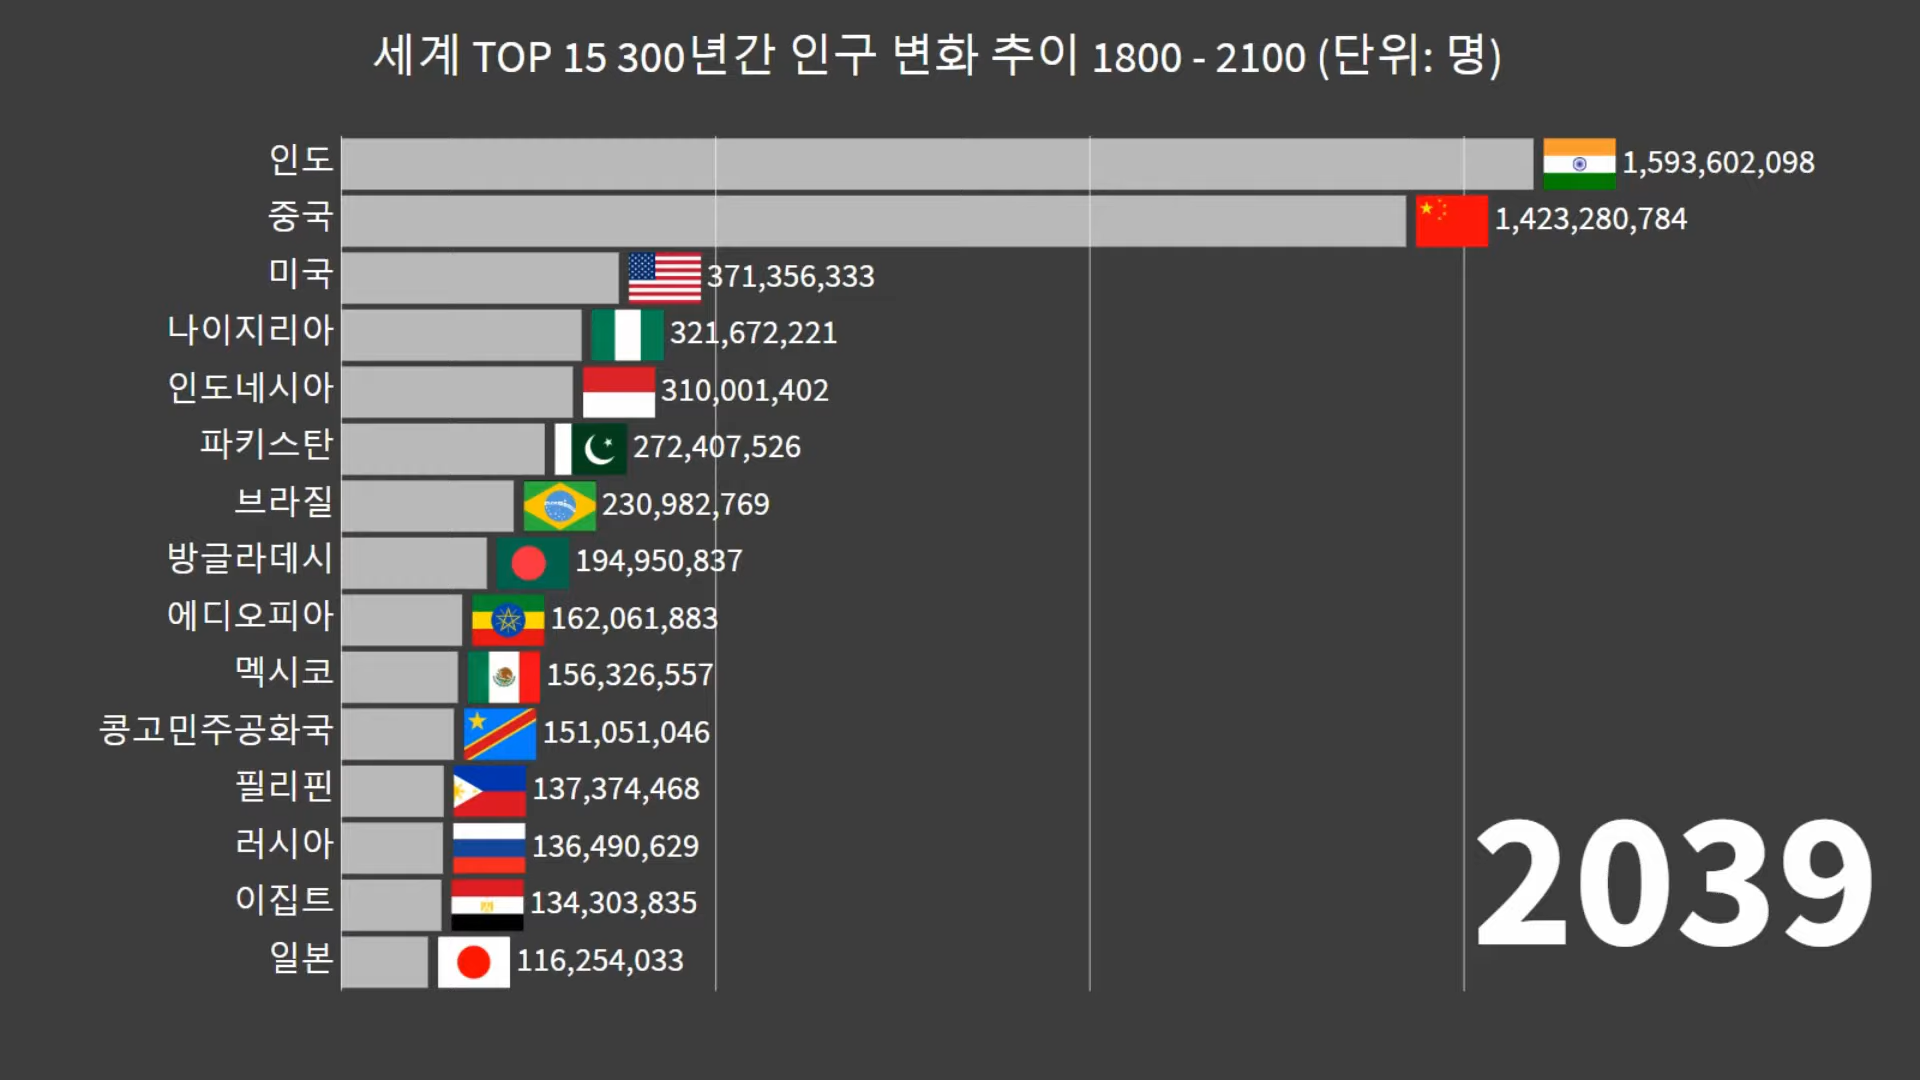 세계 TOP 15 300년간 인구 변화 추이 1800 - 2100 (단위: 명)
인도 1,593,602,098
중국 1,423,280,784
미국 371,356,333
나이지리아 321,672,221
인도네시아 310,001,402
파키스탄 272,407,526
브라질 230,982,769
방글라데시 194,950,837
에디오피아 162,061,883
멕시코 156,326,557
콩고민주공화국 151,051,046
필리핀 137,374,468
러시아 136,490,629
이집트 134,303,835
일본 116,254,033
2039